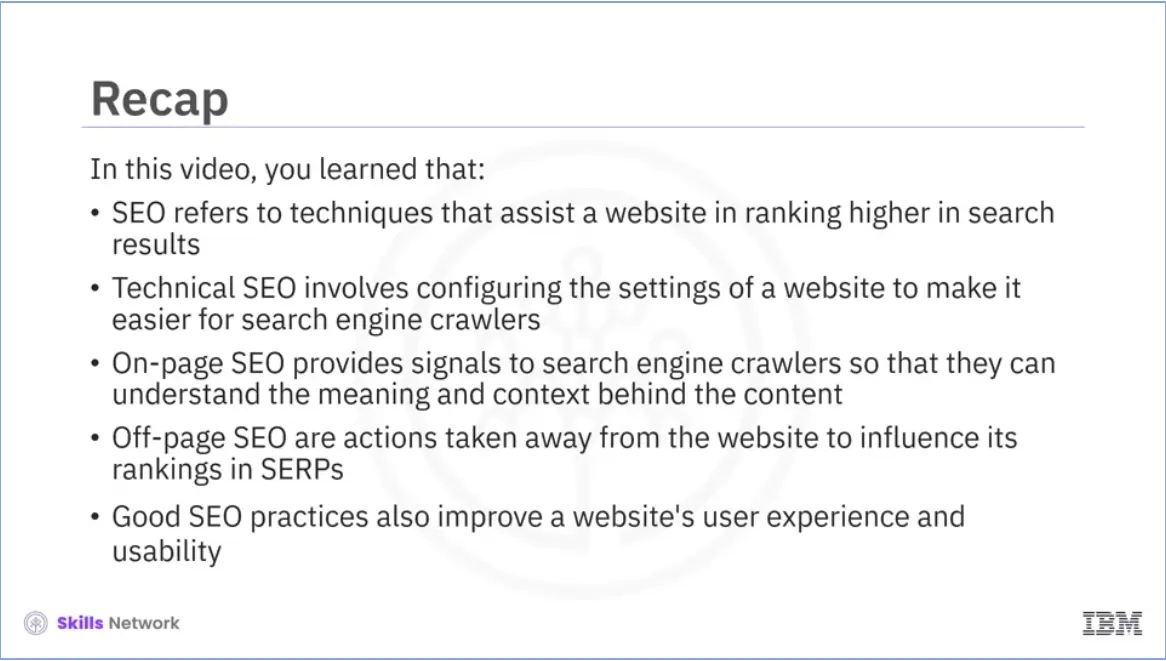 Recap
In this video, you learned that:
• SEO refers to techniques that assist a website in ranking higher in search
results
• Technical SEO involves configuring the settings of a website to make it
easier for search engine crawlers
• On-page SEO provides signals to search engine crawlers so that they can
understand the meaning and context behind the content
• Off-page SEO are actions taken away from the website to influence its
rankings in SERPs
• Good SEO practices also improve a website's user experience and
usability
Skills Network
IBM